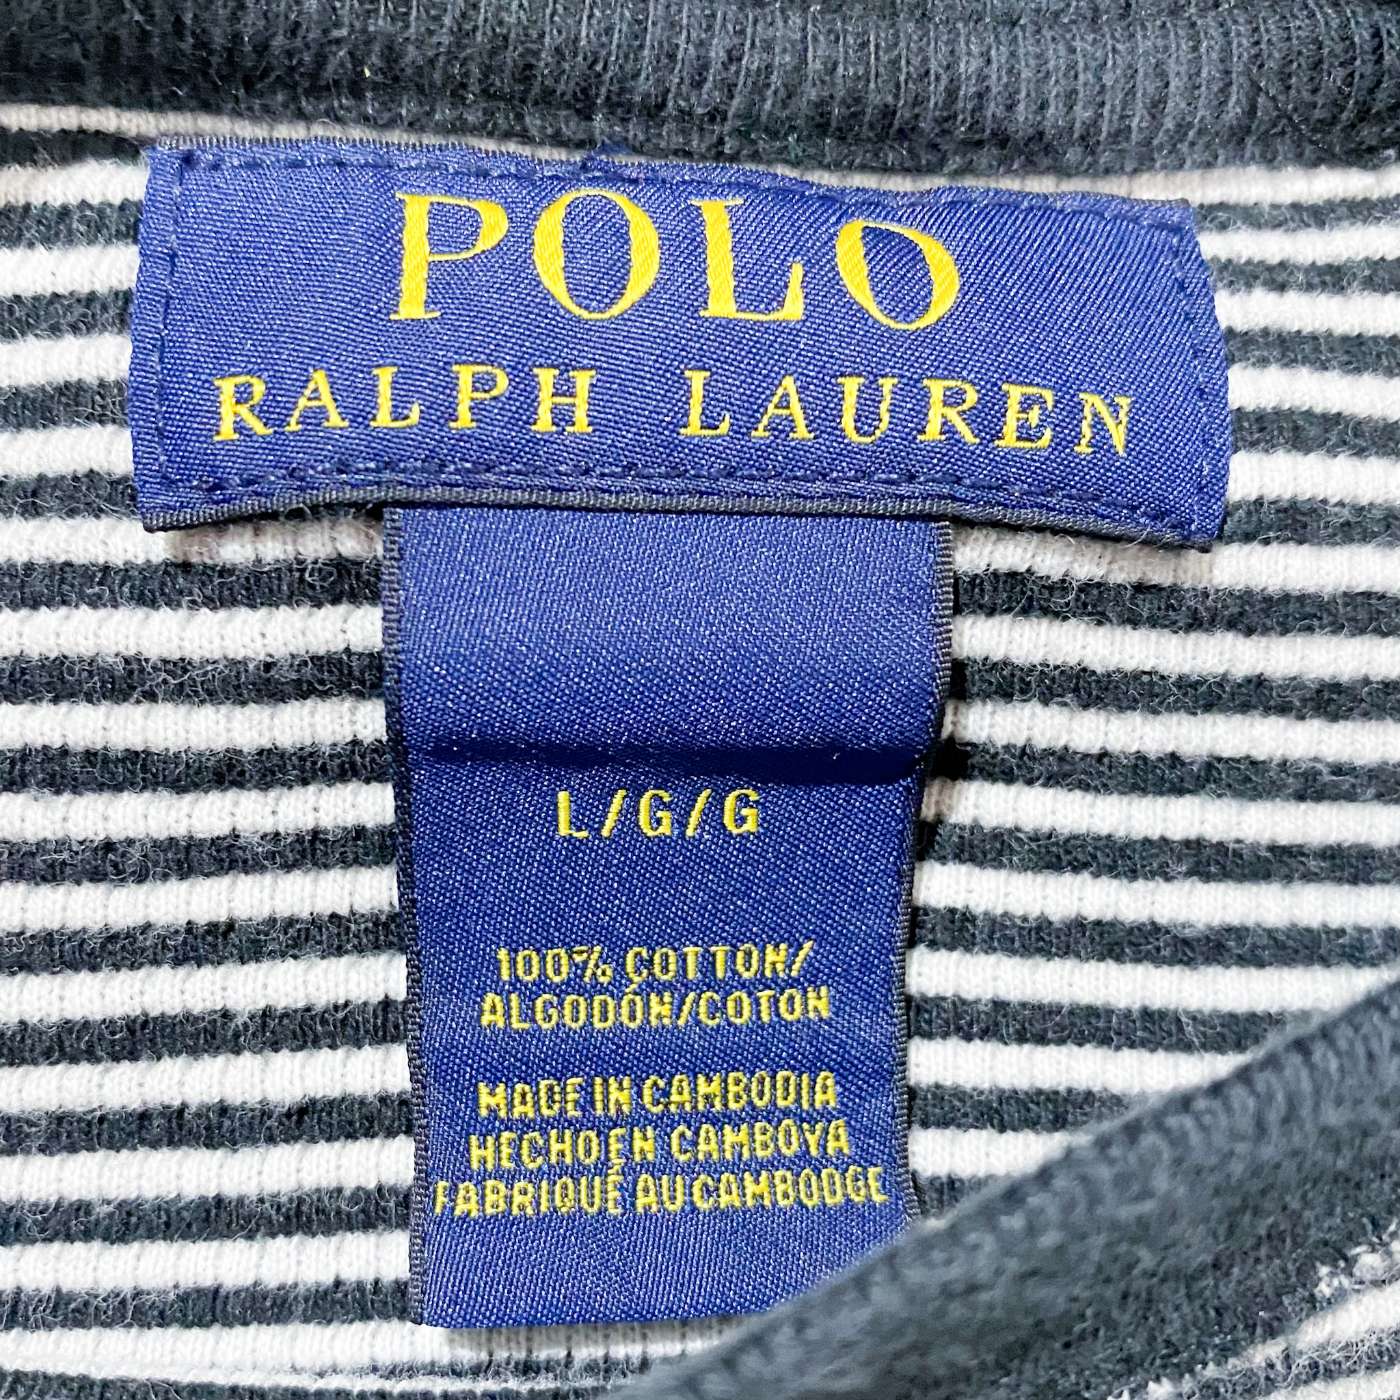 POLO
RALPH LAUREN
L/G/G
100% COTTON/
ALGODÓN/COTON
MADE IN CAMBODIA
HECHO EN CAMBOYA
FABRIQUÉ AU CAMBODGE